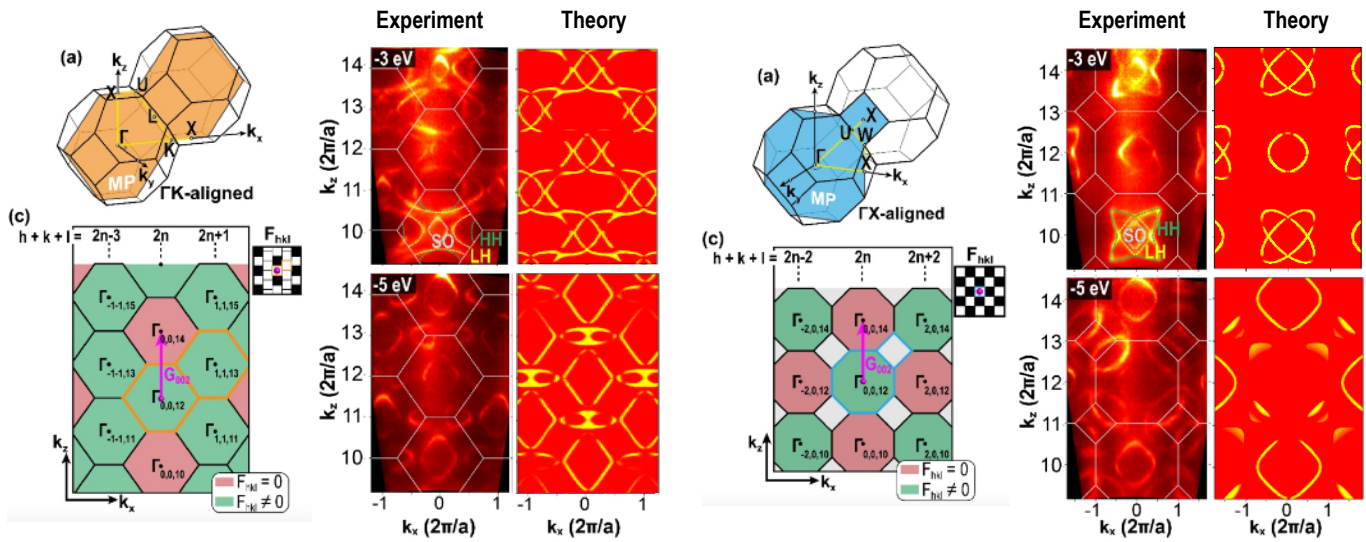 Experiment
Theory
(a)
k_z
X
U
L
Γ
X
k_x
K
k_y
MP
ΓK-aligned
-3 eV
14
13
12
11
10
k_z (2π/a)
SO
HH
LH
(c)
h + k + l =
2n-3
2n
2n+1
F_hkl
Γ_-1-1,15
Γ_1,1,15
Γ_0,0,14
Γ_-1-1,13
Γ_1,1,13
G_002
Γ_0,0,12
Γ_-1-1,11
Γ_1,1,11
Γ_0,0,10
k_z
k_x
F_hkl = 0
F_hkl ≠ 0
-5 eV
14
13
12
11
10
k_z (2π/a)
-1
0
1
-1
0
1
k_x (2π/a)
k_x (2π/a)
Experiment
Theory
(a)
k_z
X
U
W
Γ
X
k_x
MP
ΓX-aligned
-3 eV
14
13
12
11
10
k_z (2π/a)
SO
HH
LH
(c)
h + k + l =
2n-2
2n
2n+2
F_hkl
Γ_-2,0,14
Γ_0,0,14
Γ_2,0,14
G_002
Γ_-2,0,12
Γ_0,0,12
Γ_2,0,12
Γ_-2,0,10
Γ_0,0,10
Γ_2,0,10
k_z
k_x
F_hkl = 0
F_hkl ≠ 0
-5 eV
14
13
12
11
10
k_z (2π/a)
-1
0
1
-1
0
1
k_x (2π/a)
k_x (2π/a)